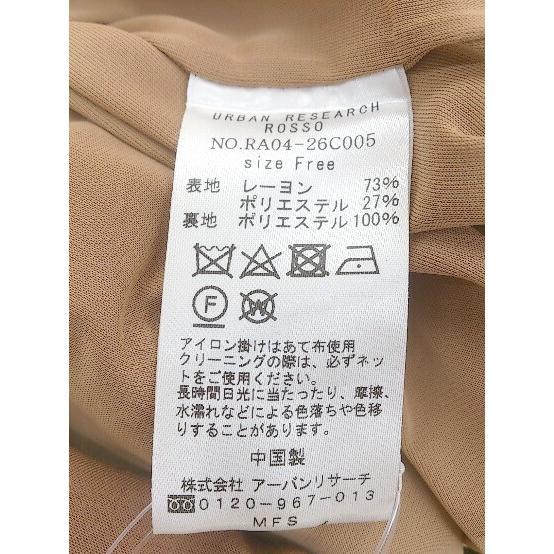 URBAN RESEARCH
ROSSO
NO.RA04-26C005
size Free
表地 レーヨン 73%
ポリエステル 27%
裏地 ポリエステル 100%
F
W
アイロン掛けはあて布使用
クリーニングの際は、必ずネッ
トをご使用ください。
長時間日光に当たったり、摩擦、
水濡れなどによる色落ちや色移
りすることがあります。
中国製
株式会社 アーバンリサーチ
0120-967-013
MFS